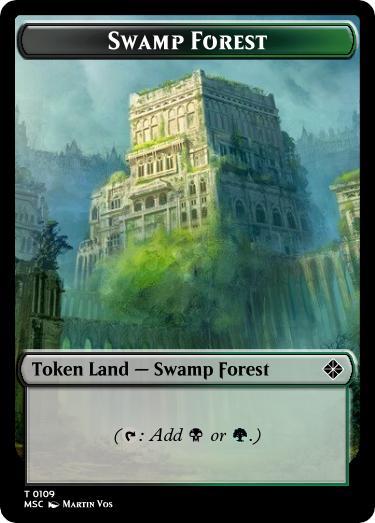 Swamp Forest
Token Land — Swamp Forest
(: Add or .)
T 0109
MSC Martin Vos